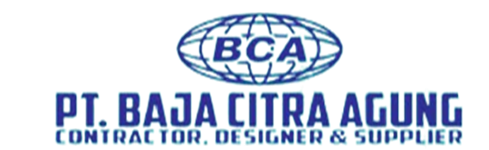 BCA
PT. BAJA CITRA AGUNG
CONTRACTOR, DESIGNER & SUPPLIER